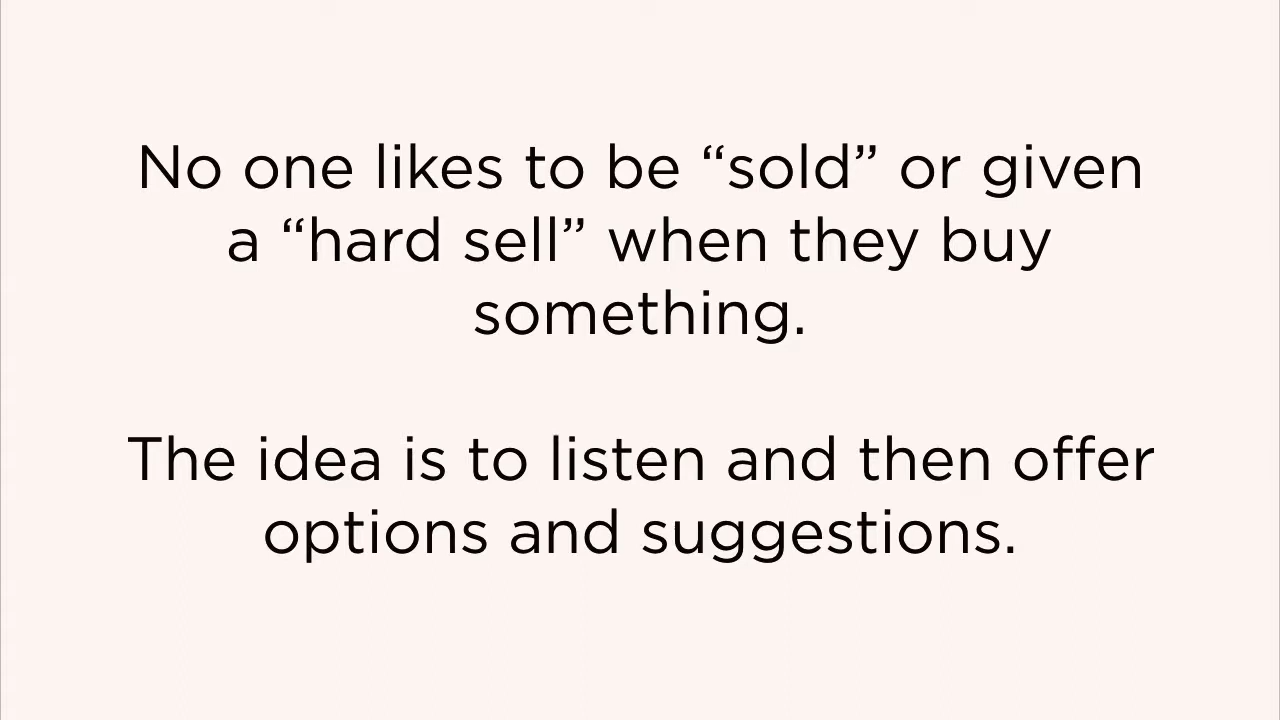 No one likes to be “sold” or given
a “hard sell” when they buy
something.
The idea is to listen and then offer
options and suggestions.